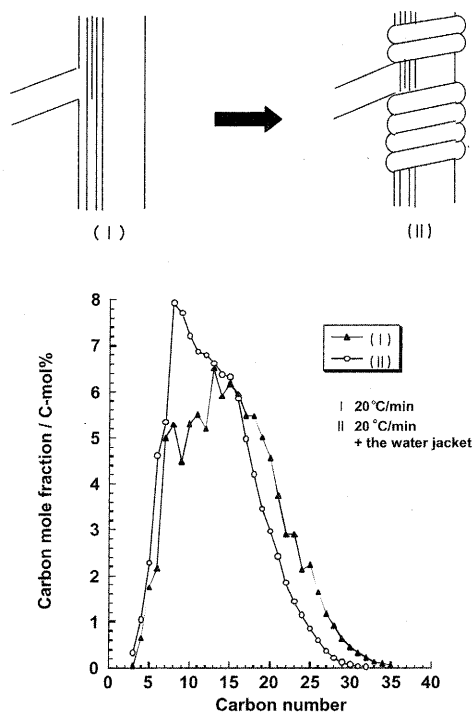 ( I )
(II)
Carbon mole fraction / C-mol%
8
7
6
5
4
3
2
1
0
0 5 10 15 20 25 30 35 40
Carbon number
( I )
(II)
I 20°C/min
II 20°C/min
+ the water jacket